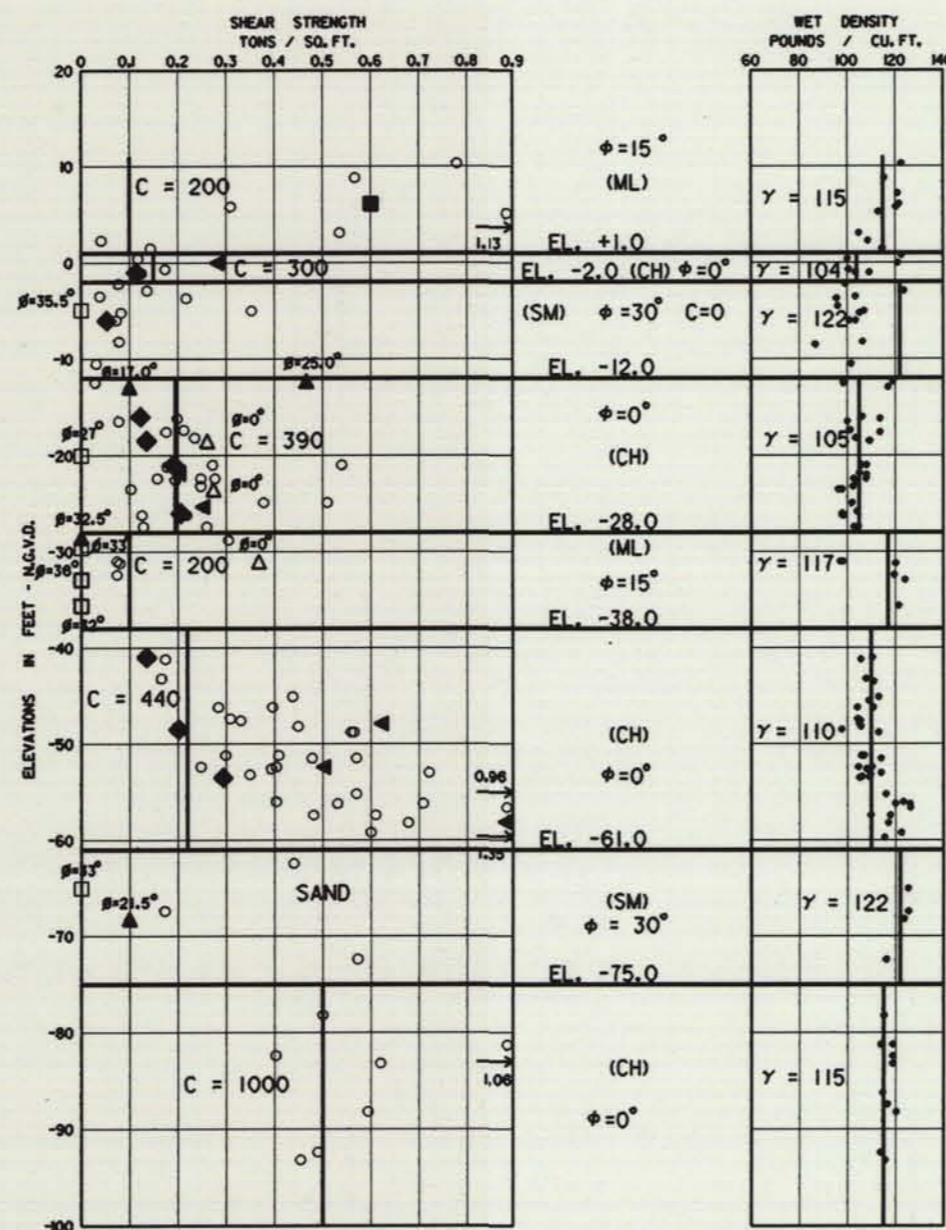 SHEAR STRENGTH
TONS / SQ. FT.
WET DENSITY
POUNDS / CU. FT.
0 0.1 0.2 0.3 0.4 0.5 0.6 0.7 0.8 0.9
60 80 100 120 140
20
10
0
-10
-20
-30
-40
-50
-60
-70
-80
-90
-100
ELEVATIONS IN FEET - N.G.V.D.
C = 200
φ=15°
(ML)
γ = 115
1.13
EL. +1.0
C = 300
EL. -2.0 (CH) φ=0°
γ = 104
ø=35.5°
(SM) φ=30° C=0
γ = 122
ø=17.0°
ø=25.0°
EL. -12.0
ø=27°
ø=0°
C = 390
φ=0°
(CH)
γ = 105
ø=0°
ø=32.5°
EL. -28.0
ø=33°
ø=0°
ø=36°
C = 200
(ML)
φ=15°
γ = 117
ø=32°
EL. -38.0
C = 440
(CH)
φ=0°
γ = 110
0.96
1.35
EL. -61.0
ø=33°
ø=21.5°
SAND
(SM)
φ = 30°
γ = 122
EL. -75.0
1.06
C = 1000
(CH)
φ=0°
γ = 115